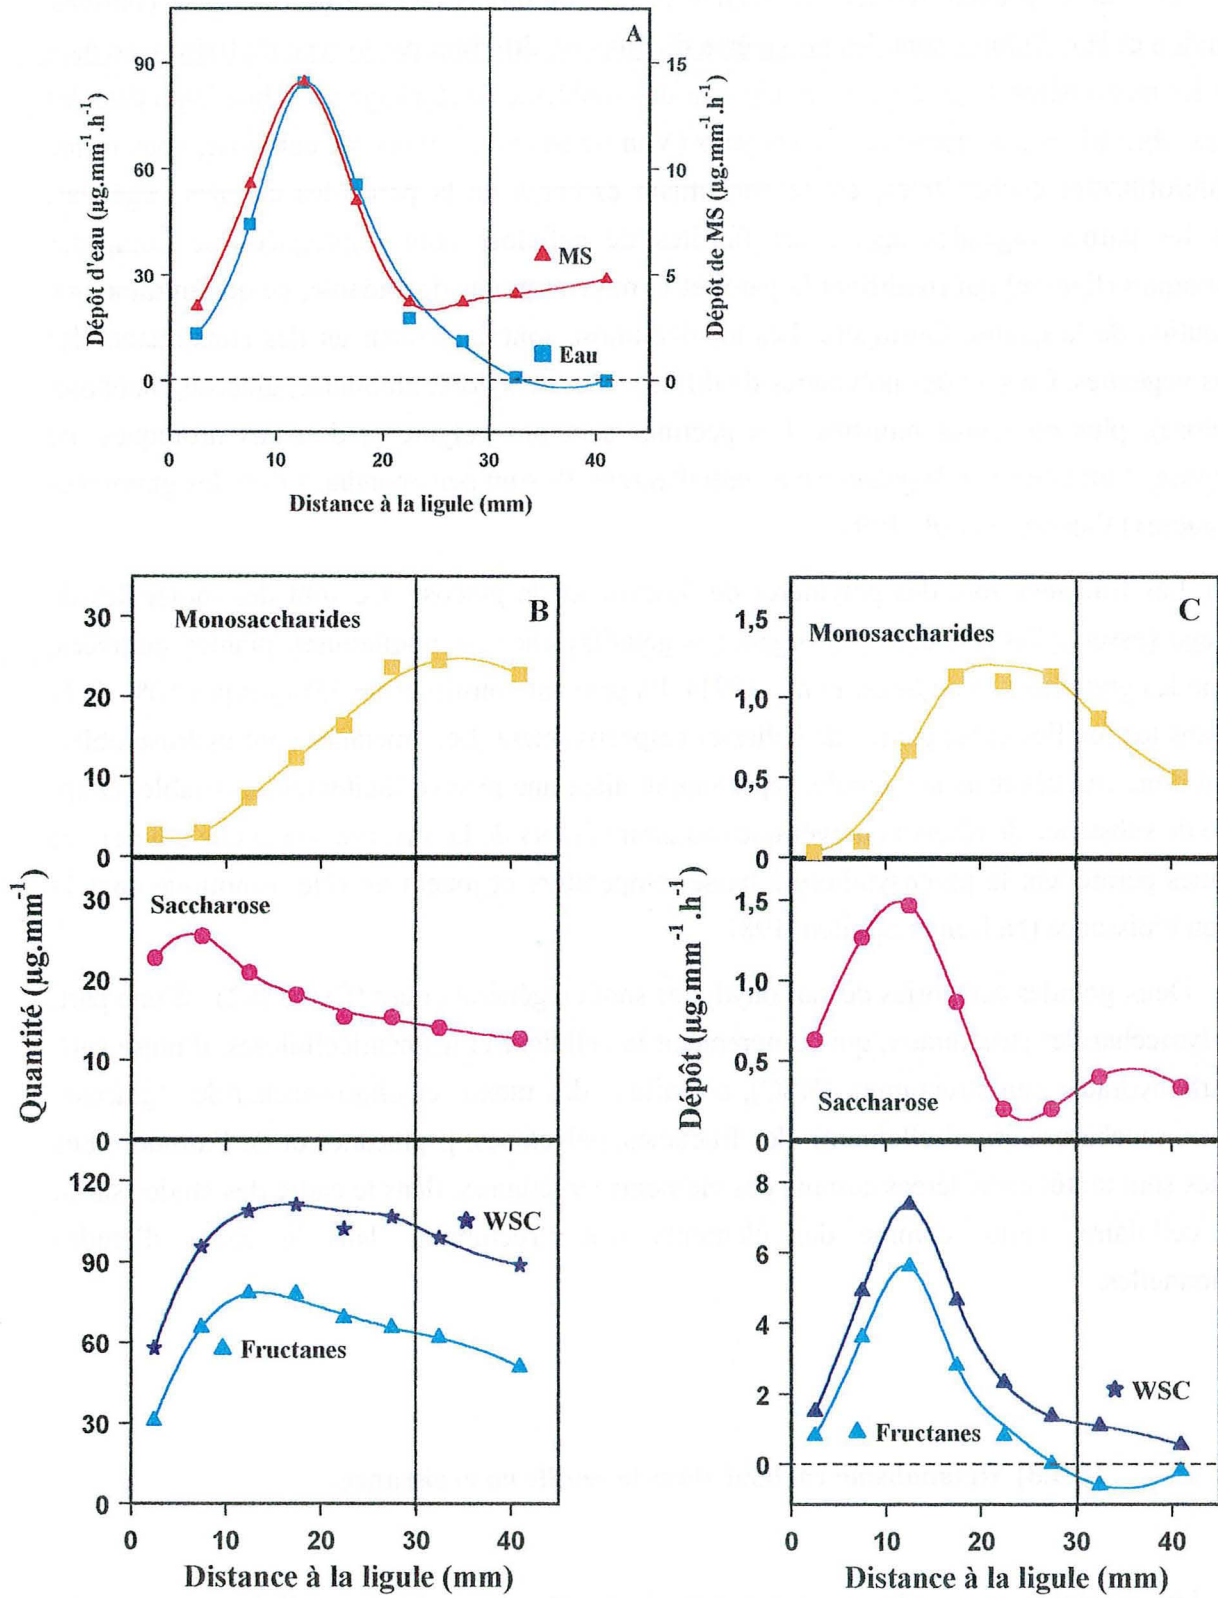 A
90
60
30
0
15
10
5
0
Dépôt d'eau (µg.mm-1.h-1)
Dépôt de MS (µg.mm-1.h-1)
MS
Eau
0 10 20 30 40
Distance à la ligule (mm)
B
Monosaccharides
30
20
10
0
Saccharose
30
20
10
0
Quantité (µg.mm-1)
120
90
60
30
0
WSC
Fructanes
0 10 20 30 40
Distance à la ligule (mm)
C
Monosaccharides
1,5
1,0
0,5
0
1,5
1,0
0,5
0
Saccharose
Dépôt (µg.mm-1.h-1)
8
6
4
2
0
WSC
Fructanes
0 10 20 30 40
Distance à la ligule (mm)